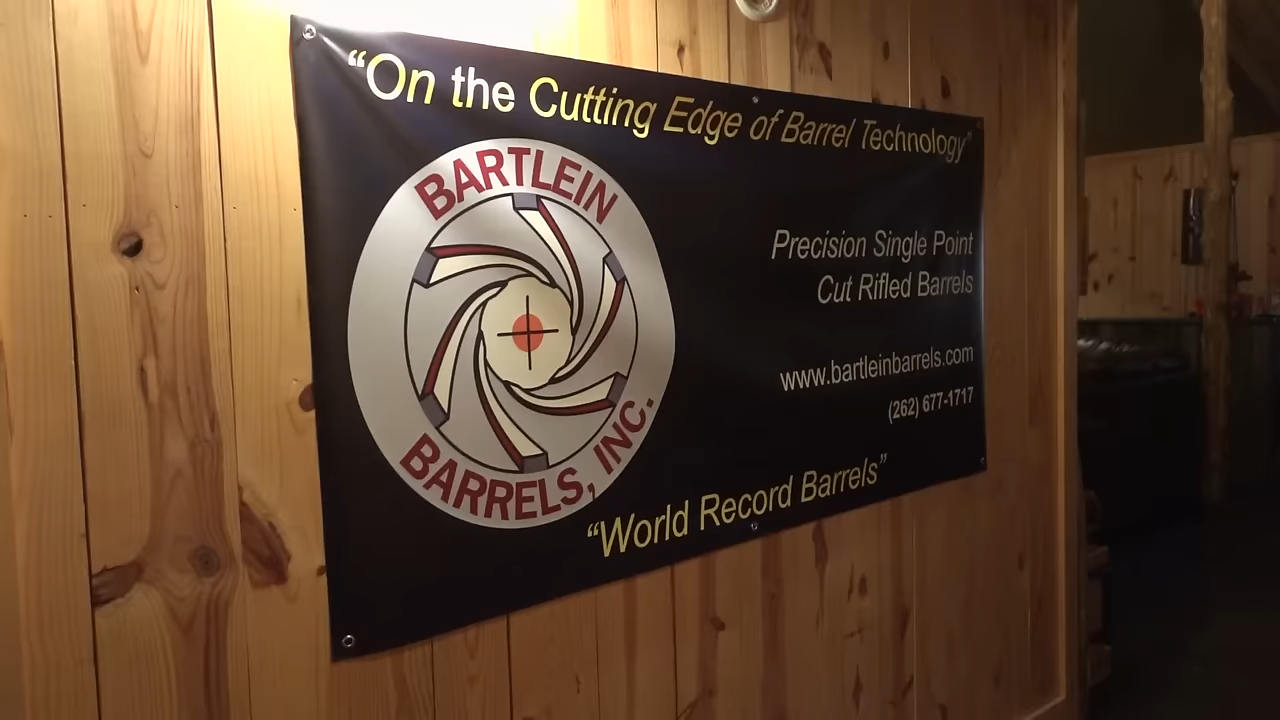 “On the Cutting Edge of Barrel Technology”
BARTLEIN
BARRELS, INC.
Precision Single Point
Cut Rifled Barrels
www.bartleinbarrels.com
(262) 677-1717
“World Record Barrels”